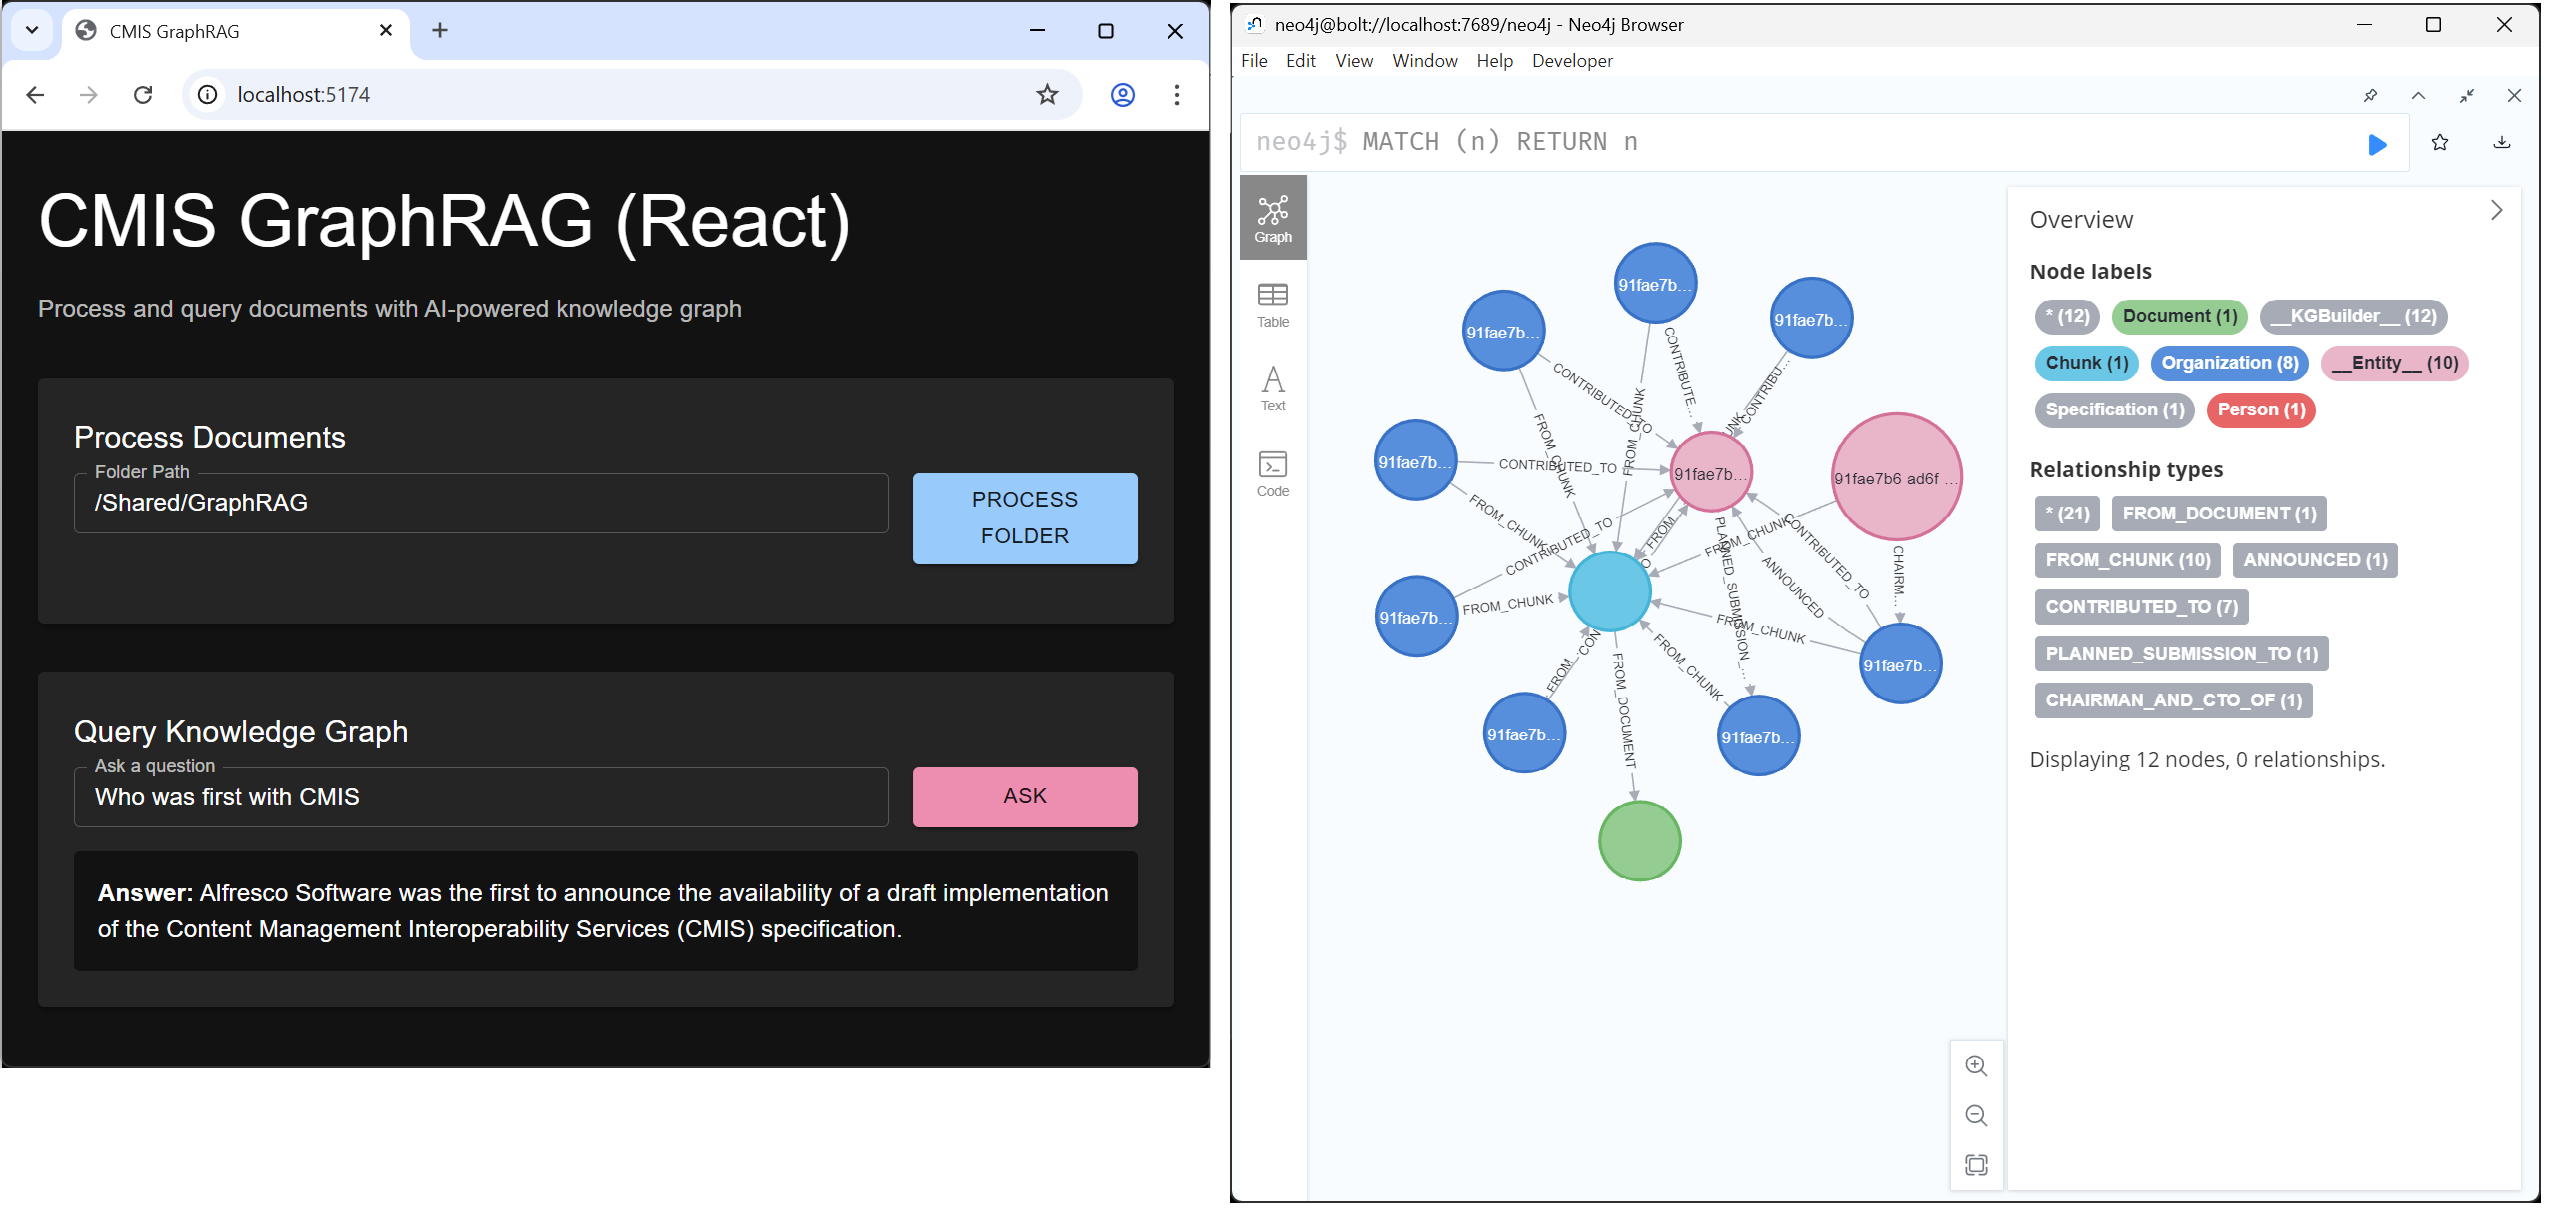 CMIS GraphRAG
localhost:5174
CMIS GraphRAG (React)
Process and query documents with AI-powered knowledge graph
Process Documents
Folder Path
/Shared/GraphRAG
PROCESS
FOLDER
Query Knowledge Graph
Ask a question
Who was first with CMIS
ASK
Answer: Alfresco Software was the first to announce the availability of a draft implementation
of the Content Management Interoperability Services (CMIS) specification.
neo4j@bolt://localhost:7689/neo4j - Neo4j Browser
File Edit View Window Help Developer
neo4j$ MATCH (n) RETURN n
Graph
Table
Text
Code
91fae7b...
91fae7b...
91fae7b...
91fae7b...
91fae7b...
91fae7b6 ad6f ...
91fae7b...
91fae7b...
91fae7b...
91fae7b...
CONTRIBUTED_TO
CONTRIBUTE...
CONTRIBU...
FROM_CHUNK
FROM_CHUNK
CONTRIBUTED_TO
FROM_CHUNK
CONTRIBUTED_TO
FROM_CHUNK
FROM_CHUNK
CONTRIBUTED_TO
ANNOUNCED
CHAIRM...
PLANNED_SUBMISSION_...
FROM_CHUNK
FROM_CHUNK
FROM_DOCUMENT
Overview
Node labels
* (12) Document (1) __KGBuilder__ (12)
Chunk (1) Organization (8) __Entity__ (10)
Specification (1) Person (1)
Relationship types
* (21) FROM_DOCUMENT (1)
FROM_CHUNK (10) ANNOUNCED (1)
CONTRIBUTED_TO (7)
PLANNED_SUBMISSION_TO (1)
CHAIRMAN_AND_CTO_OF (1)
Displaying 12 nodes, 0 relationships.